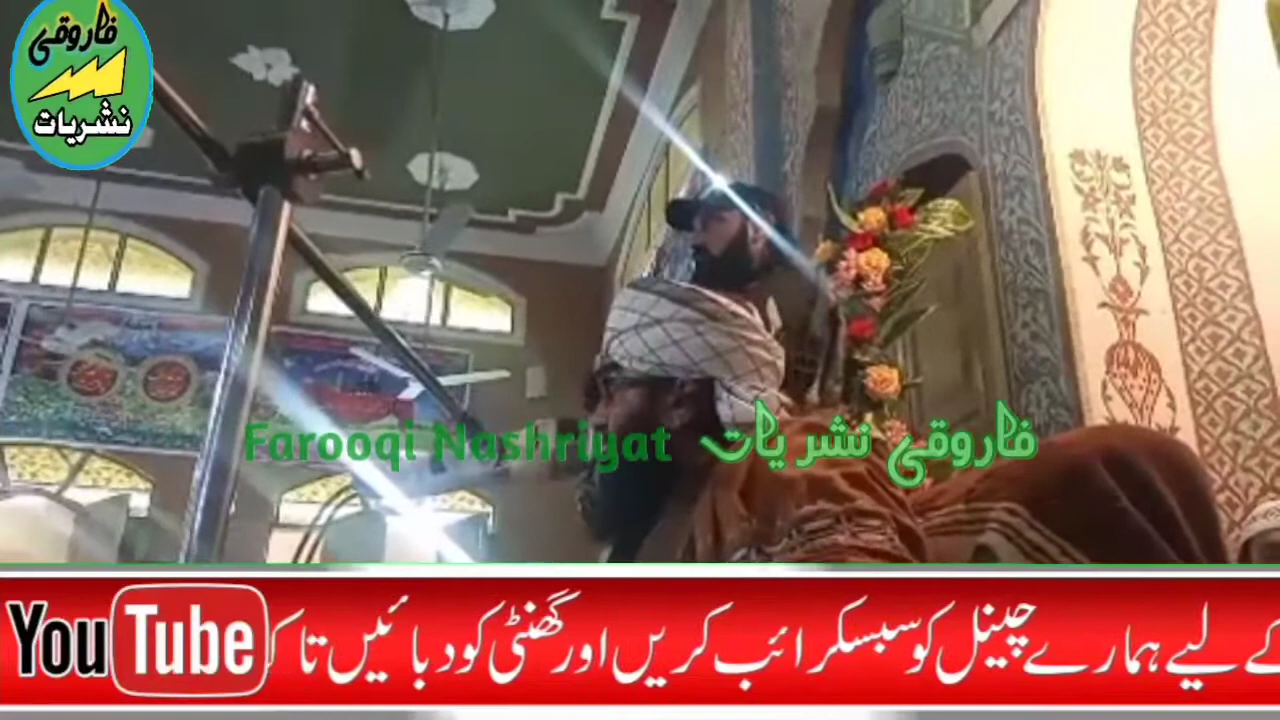 فاروقی
نشریات
Farooqi Nashriyat فاروقی نشریات
YouTube
کے لیے ہمارے چینل کو سبسکرائب کریں اور گھنٹی کو دبائیں تا ک